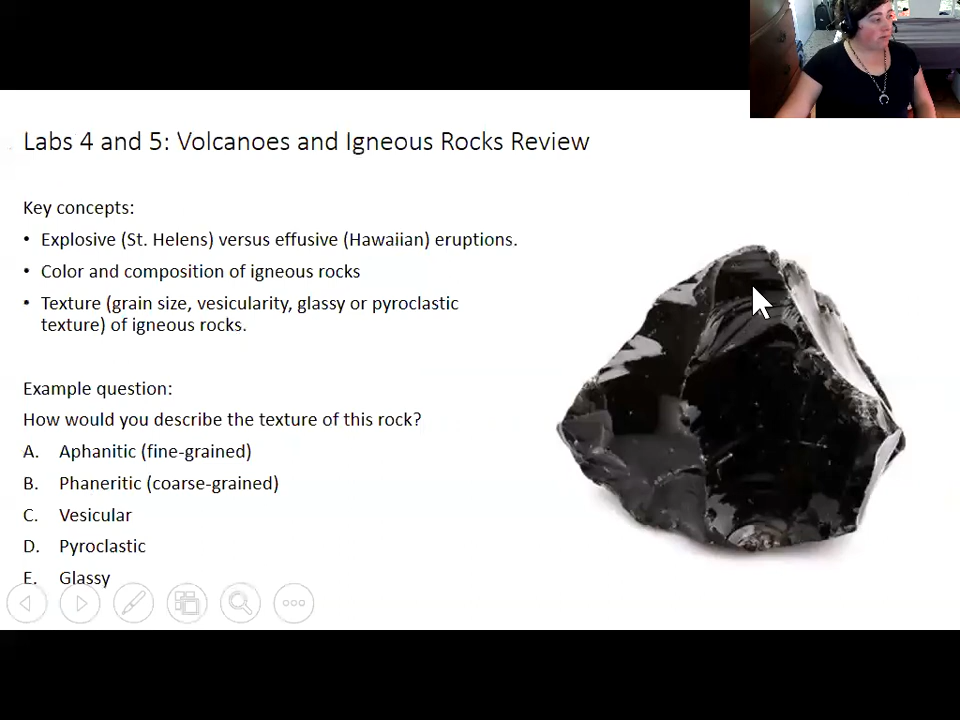 Labs 4 and 5: Volcanoes and Igneous Rocks Review
Key concepts:
• Explosive (St. Helens) versus effusive (Hawaiian) eruptions.
• Color and composition of igneous rocks
• Texture (grain size, vesicularity, glassy or pyroclastic
texture) of igneous rocks.
Example question:
How would you describe the texture of this rock?
A. Aphanitic (fine-grained)
B. Phaneritic (coarse-grained)
C. Vesicular
D. Pyroclastic
E. Glassy